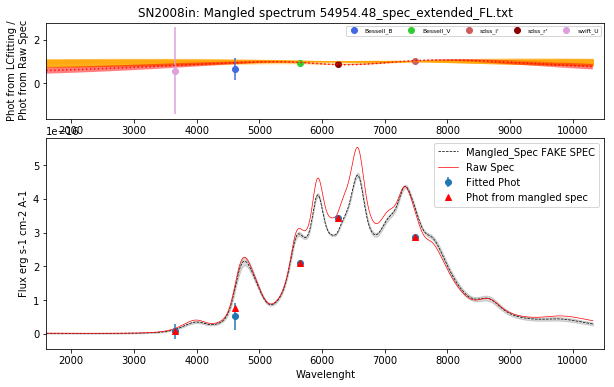 SN2008in: Mangled spectrum 54954.48_spec_extended_FL.txt
Phot from LCfitting /
Phot from Raw Spec
2
0
Bessell_B
Bessell_V
sdss_i'
sdss_r'
swift_U
2000 3000 4000 5000 6000 7000 8000 9000 10000
1e−16
Flux erg s-1 cm-2 A-1
5
4
3
2
1
0
Mangled_Spec FAKE SPEC
Raw Spec
Fitted Phot
Phot from mangled spec
2000 3000 4000 5000 6000 7000 8000 9000 10000
Wavelenght